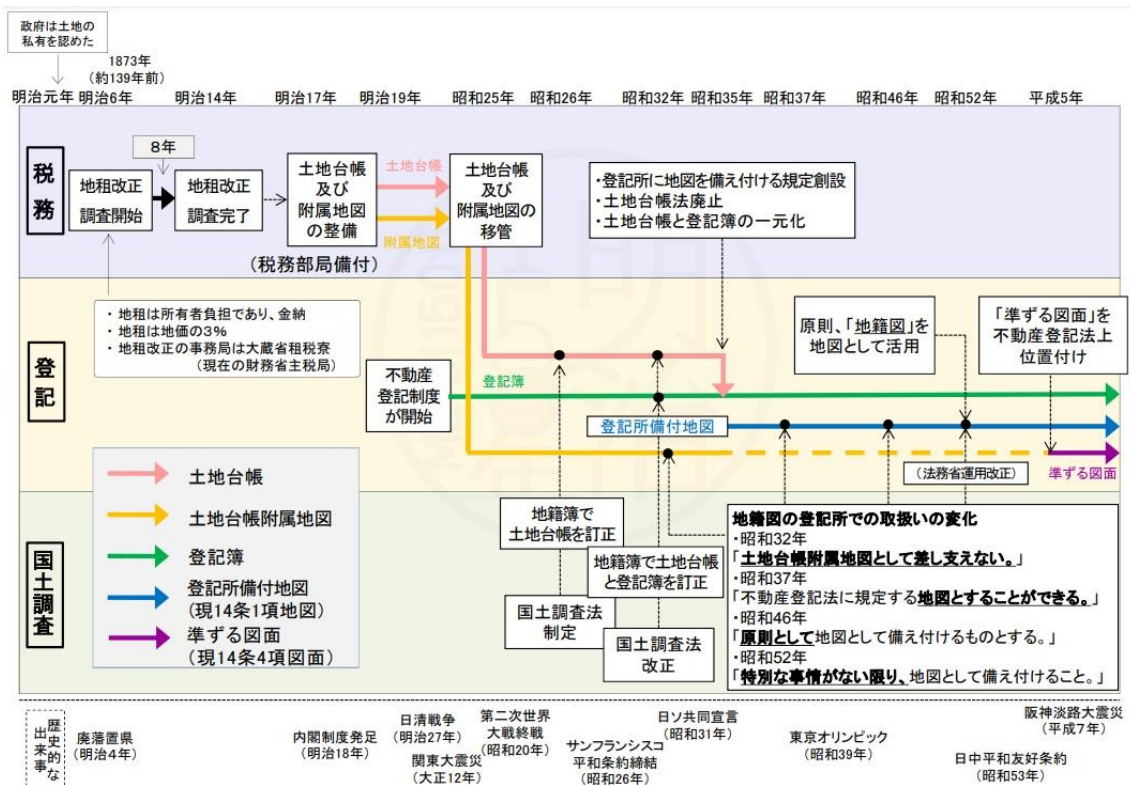 政府は土地の
私有を認めた
1873年
(約139年前)
明治元年 明治6年 明治14年 明治17年 明治19年 昭和25年 昭和26年 昭和32年 昭和35年 昭和37年 昭和46年 昭和52年 平成5年
税務
8年
地租改正
調査開始
地租改正
調査完了
土地台帳
及び
附属地図
の整備
(税務部局備付)
土地台帳
附属地図
土地台帳
及び
附属地図の
移管
・登記所に地図を備え付ける規定創設
・土地台帳法廃止
・土地台帳と登記簿の一元化
登記
・地租は所有者負担であり、金納
・地租は地価の3%
・地租改正の事務局は大蔵省租税寮
(現在の財務省主税局)
不動産
登記制度
が開始
登記簿
登記所備付地図
原則、「地籍図」を
地図として活用
「準ずる図面」を
不動産登記法上
位置付け
(法務省運用改正)
準ずる図面
国土調査
土地台帳
土地台帳附属地図
登記簿
登記所備付地図
(現14条1項地図)
準ずる図面
(現14条4項図面)
地籍簿で
土地台帳を訂正
国土調査法
制定
地籍簿で土地台帳
と登記簿を訂正
国土調査法
改正
地籍図の登記所での取扱いの変化
・昭和32年
「土地台帳附属地図として差し支えない。」
・昭和37年
「不動産登記法に規定する地図とすることができる。」
・昭和46年
「原則として地図として備え付けるものとする。」
・昭和52年
「特別な事情がない限り、地図として備え付けること。」
歴史的な
出来事
廃藩置県
(明治4年)
内閣制度発足
(明治18年)
日清戦争
(明治27年)
関東大震災
(大正12年)
第二次世界
大戦終戦
(昭和20年)
サンフランシスコ
平和条約締結
(昭和26年)
日ソ共同宣言
(昭和31年)
東京オリンピック
(昭和39年)
日中平和友好条約
(昭和53年)
阪神淡路大震災
(平成7年)